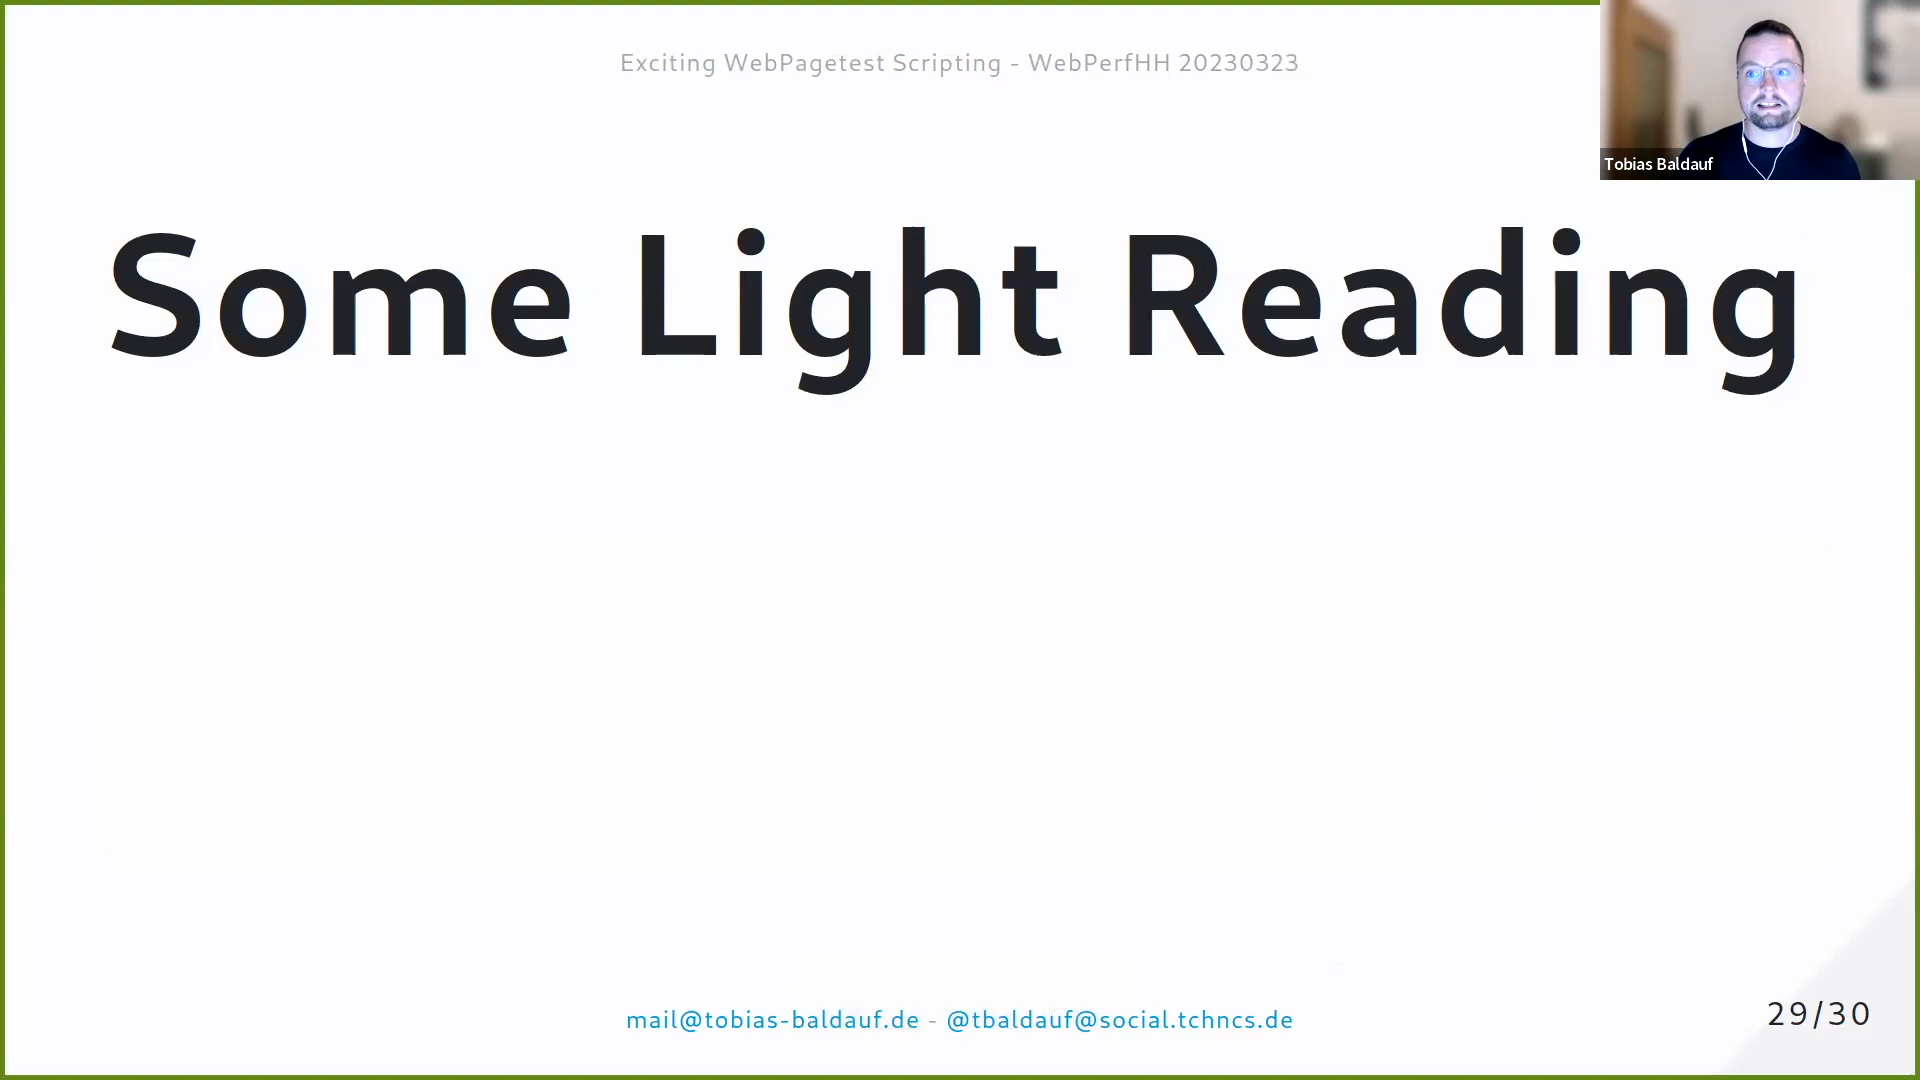 Exciting WebPagetest Scripting - WebPerfHH 20230323
Tobias Baldauf
Some Light Reading
mail@tobias-baldauf.de - @tbaldauf@social.tchncs.de
29/30